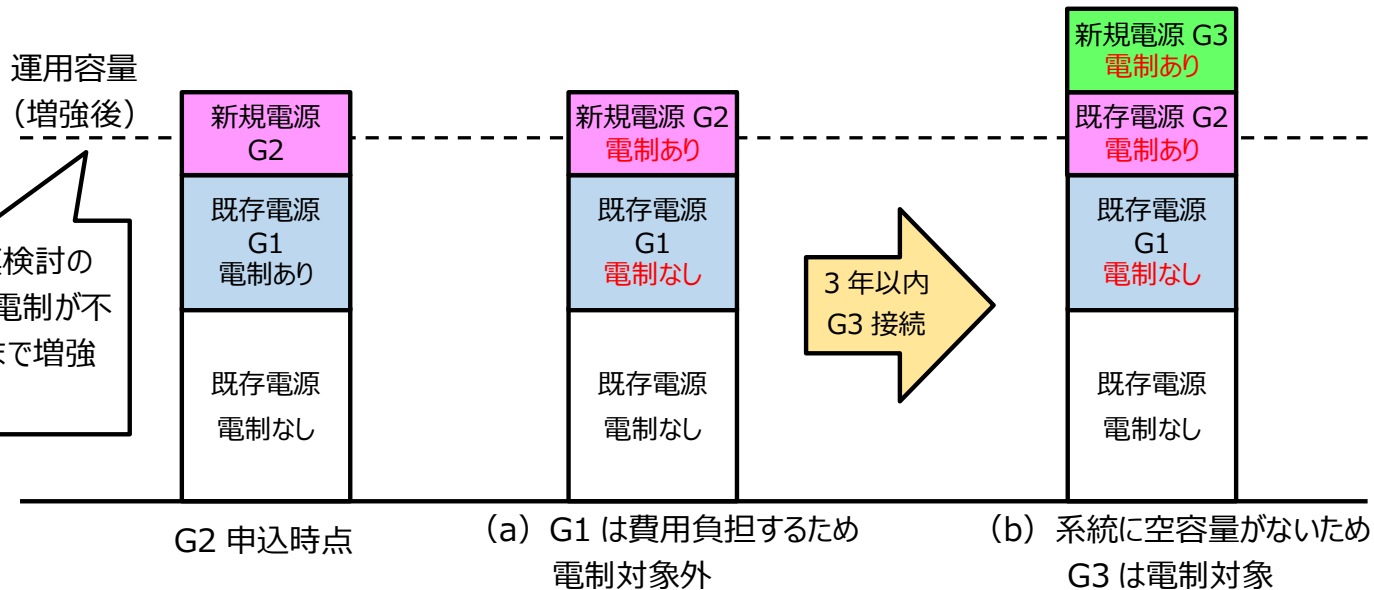 運用容量
（増強後）
検討の
電制が不
まで増強
新規電源
G2
既存電源
G1
電制あり
既存電源
電制なし
G2 申込時点
新規電源 G2
電制あり
既存電源
G1
電制なし
既存電源
電制なし
（a）G1 は費用負担するため
電制対象外
3 年以内
G3 接続
新規電源 G3
電制あり
既存電源 G2
電制あり
既存電源
G1
電制なし
既存電源
電制なし
（b）系統に空容量がないため
G3 は電制対象